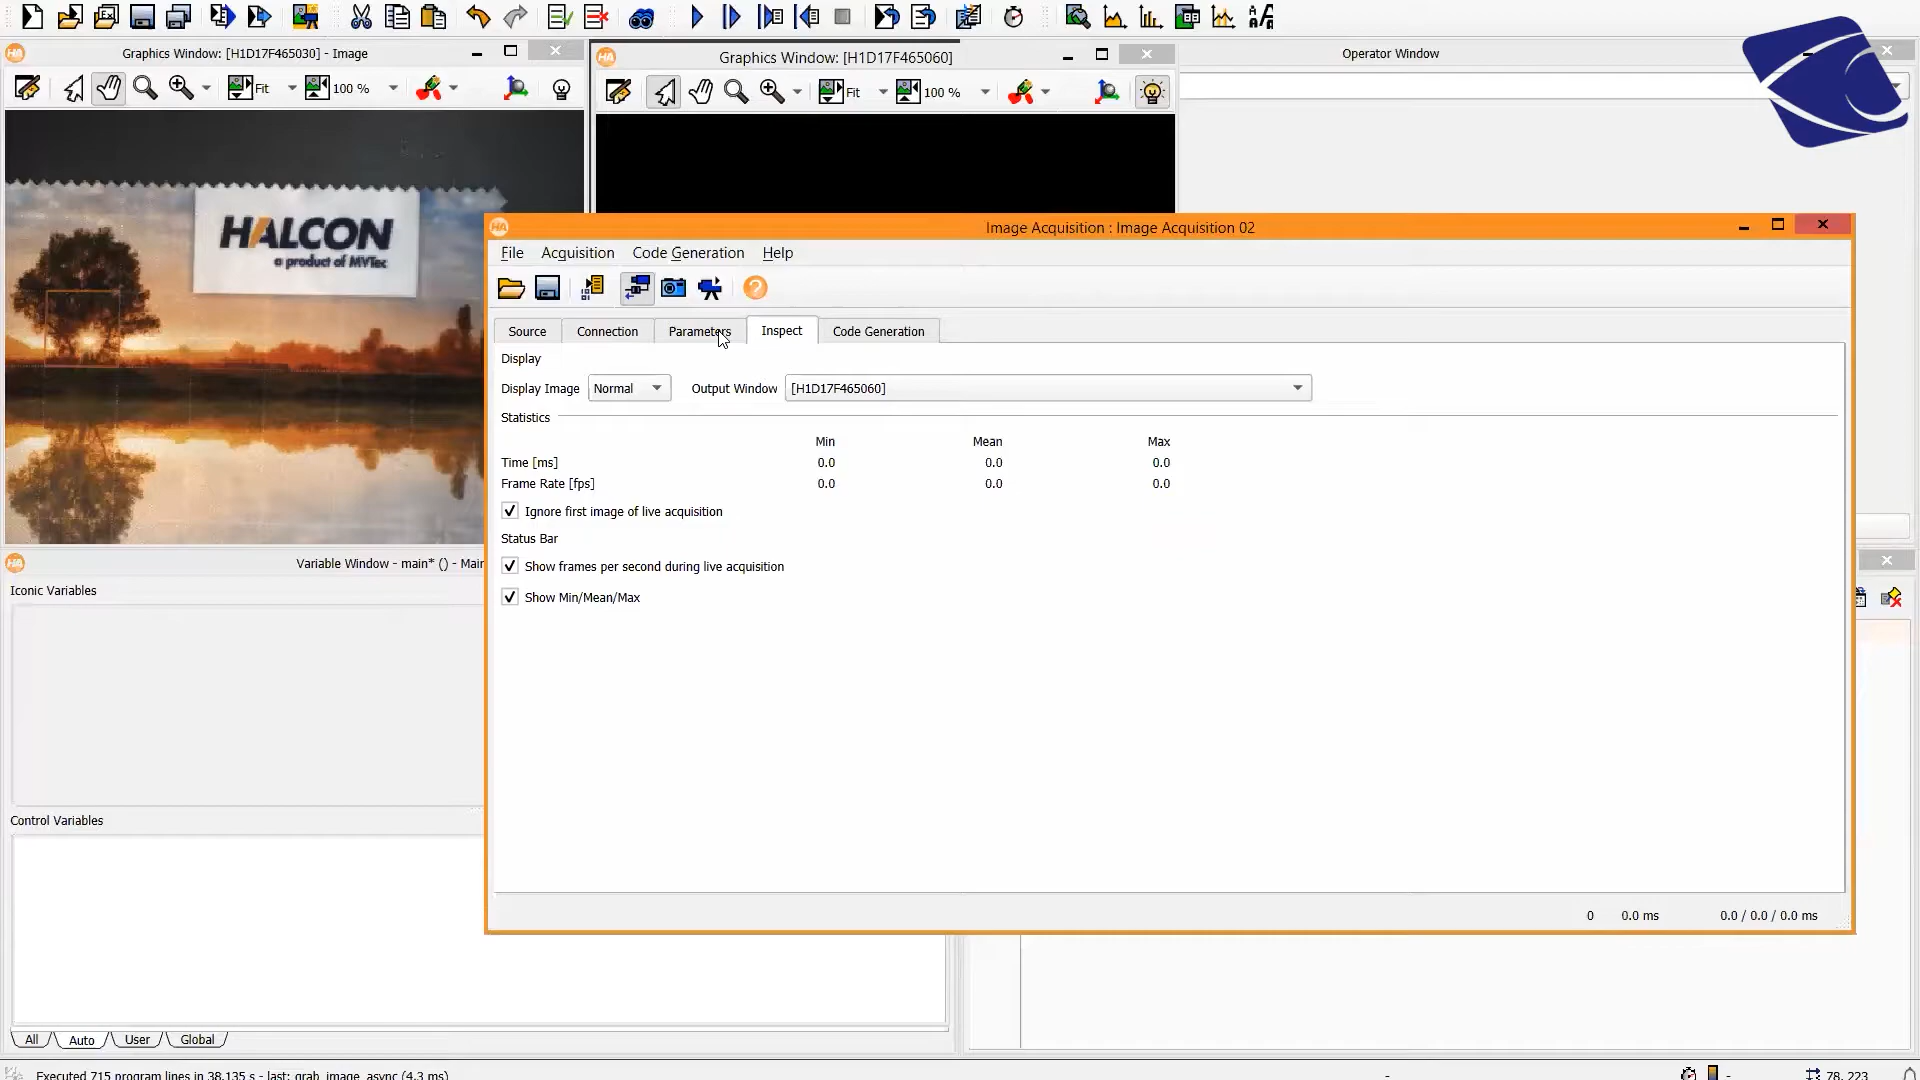 Graphics Window: [H1D17F465030] - Image
Graphics Window: [H1D17F465060]
Operator Window
Fit
100 %
Fit
100 %
HALCON
a product of MVTec
Image Acquisition : Image Acquisition 02
File
Acquisition
Code Generation
Help
Source
Connection
Parameters
Inspect
Code Generation
Display
Display Image
Normal
Output Window
[H1D17F465060]
Statistics
Min
Mean
Max
Time [ms]
0.0
0.0
0.0
Frame Rate [fps]
0.0
0.0
0.0
Ignore first image of live acquisition
Status Bar
Show frames per second during live acquisition
Show Min/Mean/Max
0
0.0 ms
0.0 / 0.0 / 0.0 ms
Variable Window - main* () - Main
Iconic Variables
Control Variables
All
Auto
User
Global
Executed 715 program lines in 38.135 s - last: grab_image_async (4.3 ms)
-
-
78, 223